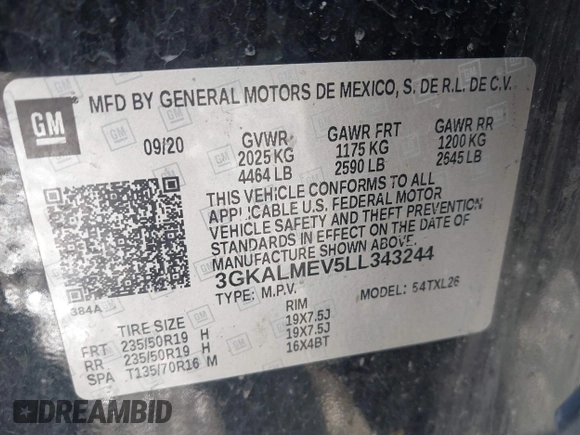 GM
® MFD BY GENERAL MOTORS DE MEXICO, S. DE R.L. DE C.V.
09/20 GVWR GAWR FRT GAWR RR
2025 KG 1175 KG 1200 KG
4464 LB 2590 LB 2645 LB
THIS VEHICLE CONFORMS TO ALL
APPLICABLE U.S. FEDERAL MOTOR
VEHICLE SAFETY AND THEFT PREVENTION
STANDARDS IN EFFECT ON THE DATE OF
MANUFACTURE SHOWN ABOVE.
3GKALMEV5LL343244
384A TYPE: M.P.V. MODEL: 54TXL26
TIRE SIZE RIM
FRT 235/50R19 H 19X7.5J
RR 235/50R19 H 19X7.5J
SPA T135/70R16 M 16X4BT
DREAMBID